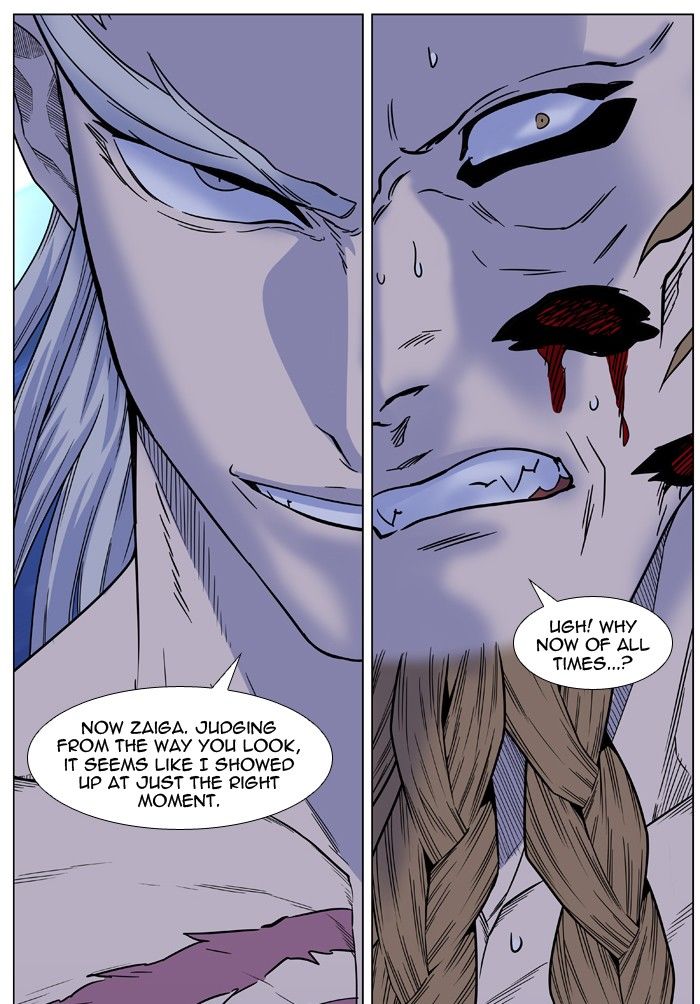 NOW ZAIGA. JUDGING
FROM THE WAY YOU LOOK,
IT SEEMS LIKE I SHOWED
UP AT JUST THE RIGHT
MOMENT.
UGH! WHY
NOW OF ALL
TIMES...?